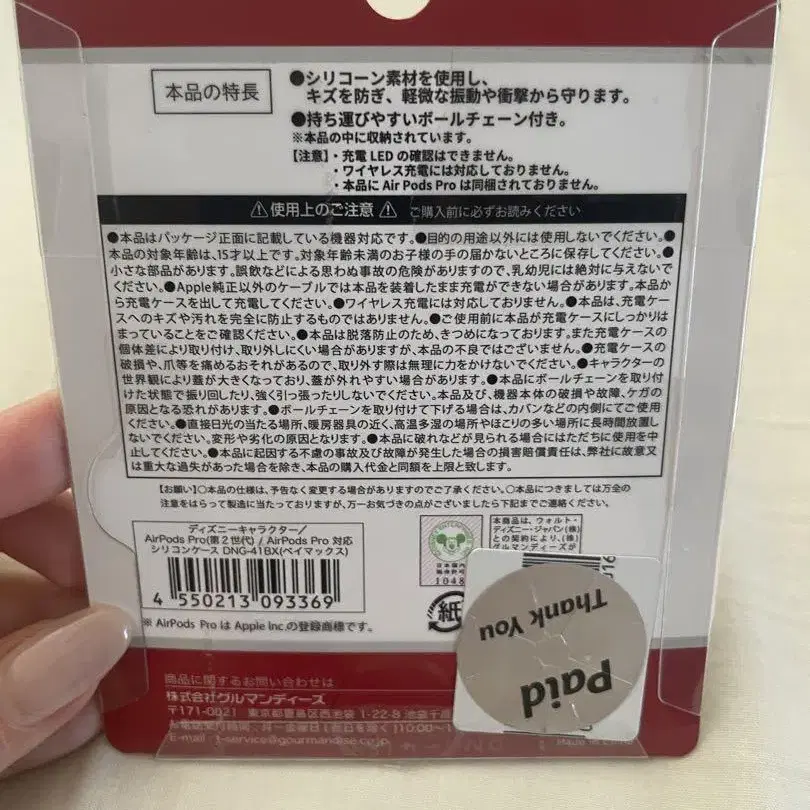 本品の特長
●シリコーン素材を使用し、
キズを防ぎ、軽微な振動や衝撃から守ります。
●持ち運びやすいボールチェーン付き。
※本品の中に収納されています。
【注意】・充電 LED の確認はできません。
・ワイヤレス充電には対応しておりません。
・本品に Air Pods Pro は同梱されておりません。
⚠使用上のご注意⚠ ご購入前に必ずお読みください
●本品はパッケージ正面に記載している機器対応です。●目的の用途以外には使用しないでください。●
本品の対象年齢は、15才以上です。対象年齢未満のお子様の手の届かないところに保存してください。●
小さな部品があります。誤飲などによる思わぬ事故の危険がありますので、乳幼児には絶対に与えないで
ください。●Apple純正以外のケーブルでは本品を装着したまま充電ができない場合があります。本品か
ら充電ケースを出して充電してください。●ワイヤレス充電には対応しておりません。●本品は、充電ケー
スへのキズや汚れを完全に防止するものではありません。●ご使用前に本品が充電ケースにしっかりは
まっていることをご確認ください。●本品は脱落防止のため、きつめになっております。また充電ケースの
個体差により取り付け、取り外しにくい場合がありますが、本品の不良ではございません。●充電ケースの
破損や、爪等を痛めるおそれがあるので、取り外す際は無理に力をかけないでください。●キャラクターの
世界観により蓋が大きくなっており、蓋が外れやすい場合があります。●本品にボールチェーンを取り付け
た状態で振り回したり、強く引っ張ったりしないでください。本品及び、機器本体の破損や故障、ケガの
原因となる恐れがあります。●ボールチェーンを取り付けて下げる場合は、カバンなどの内側にてご使用
ください。●直接日光の当たる場所、暖房器具の近く、高温多湿の場所やほこりの多い場所に長時間放置し
ないでください。変形や劣化の原因となります。●本品に破れなどが見られる場合にはただちに使用を中
止してください。●本品に起因する不慮の事故及び故障が発生した場合の損害賠償責任は、弊社に故意又
は重大な過失があった場合を除き、本品の購入代金と同額を上限と致します。
【お願い】○本品の仕様は、予告なく変更する場合がありますのでご了承ください。○本品につきましては万全の
注意をはらって製造に当たっておりますが、万一お気づきの点がございましたら下記までご連絡ください。
ディズニーキャラクター/
AirPods Pro(第2世代) / AirPods Pro 対応
シリコンケース DNG-41BX(ベイマックス)
4 550213 093369
日本国内
1048
本商品は、ウォルト・
ディズニー・ジャパン(株)
との契約により、(株)
グルマンディーズが
016
紙
※ AirPods Pro は Apple Inc. の登録商標です。
Thank You
Paid
商品に関するお問い合わせは
株式会社グルマンディーズ
〒171-0021 東京都豊島区西池袋 1-22-8 池袋千産
お電話受付時間:月~金曜日(祝日除く)10:00~1
E-mail : t-service@gourmandise.co.jp
Made in China